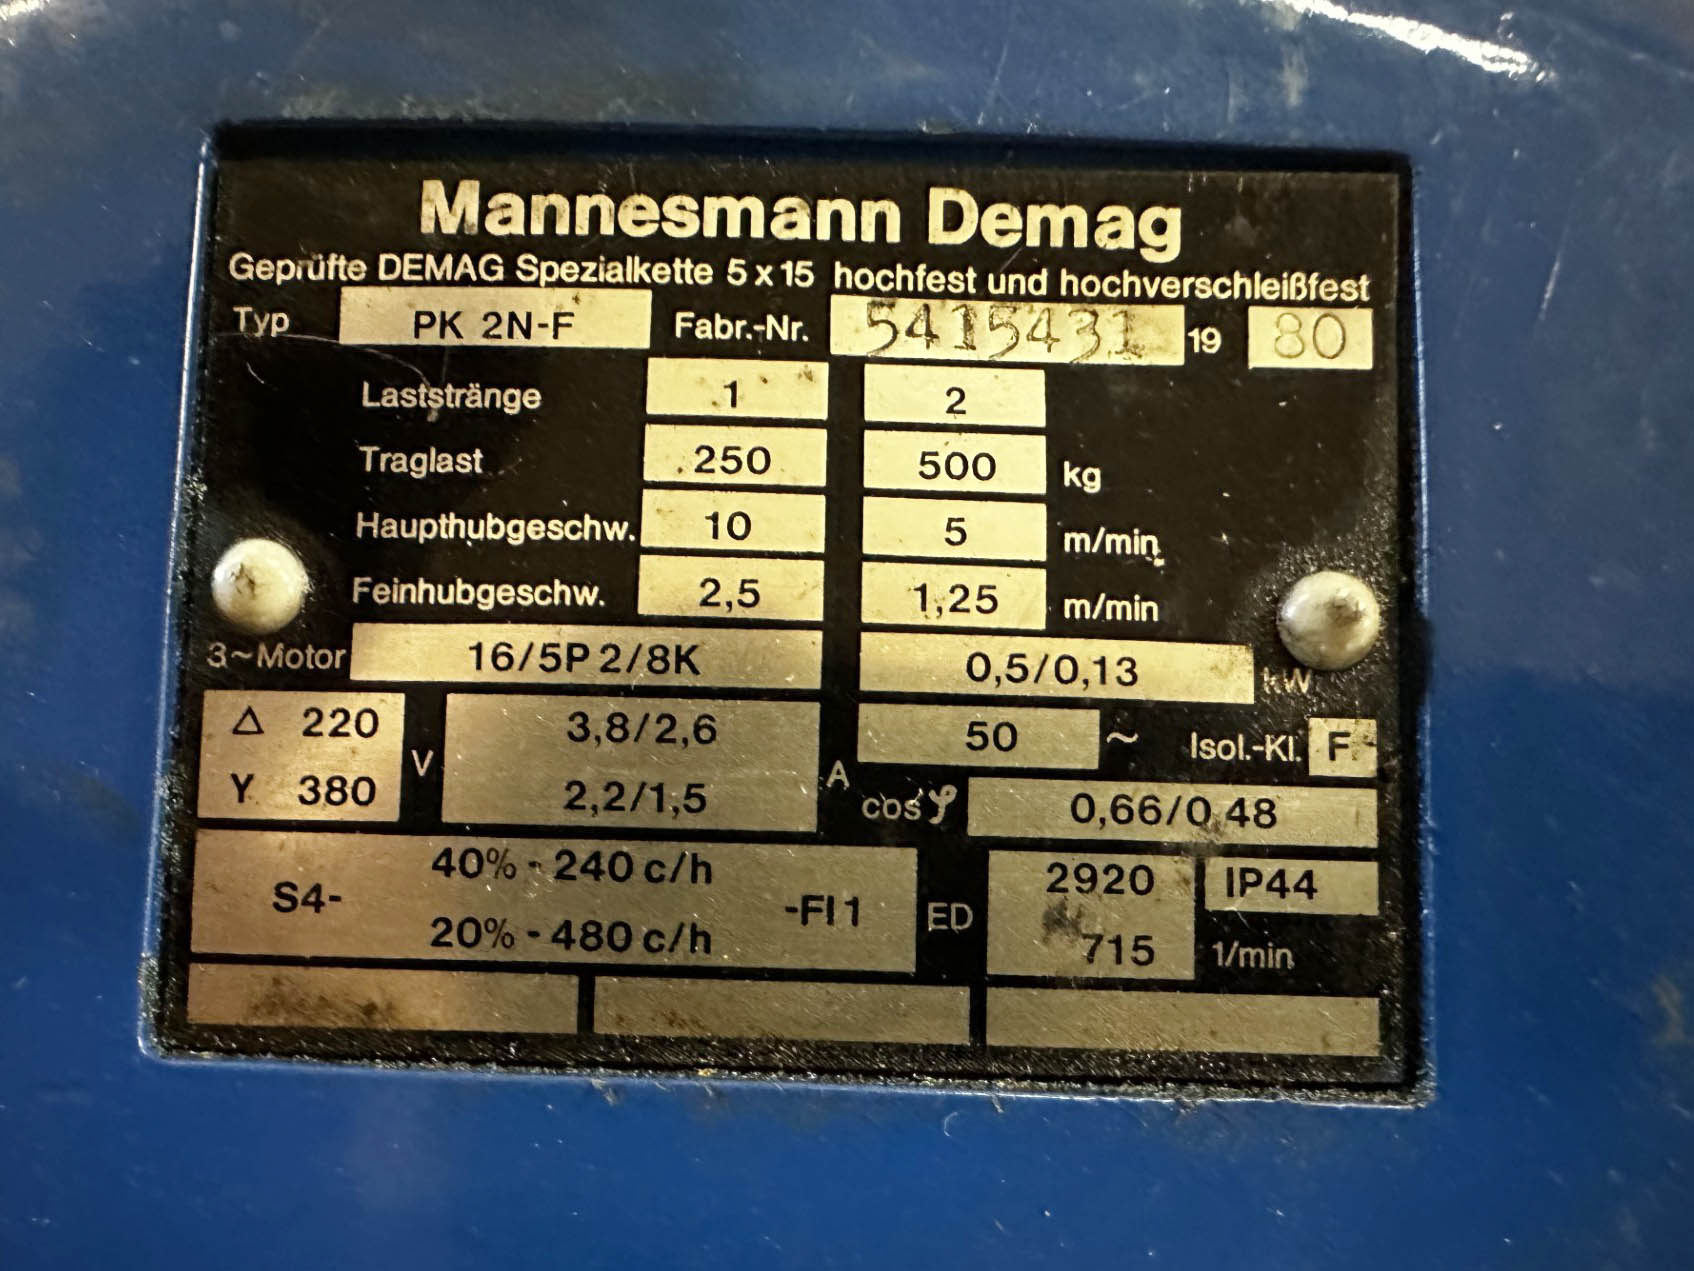 Mannesmann Demag
Geprüfte DEMAG Spezialkette 5 x 15 hochfest und hochverschleißfest
Typ PK 2N-F Fabr.-Nr. 5415431 19 80
Laststränge 1 2
Traglast 250 500 kg
Haupthubgeschw. 10 5 m/min
Feinhubgeschw. 2,5 1,25 m/min
3~Motor 16/5P 2/8K 0,5/0,13 kW
Δ 220 V 3,8/2,6 A 50 ~ Isol.-Kl. F
Y 380 2,2/1,5 cos φ 0,66/0,48
S4- 40% - 240 c/h -FI 1 ED 2920 IP44
20% - 480 c/h 715 1/min